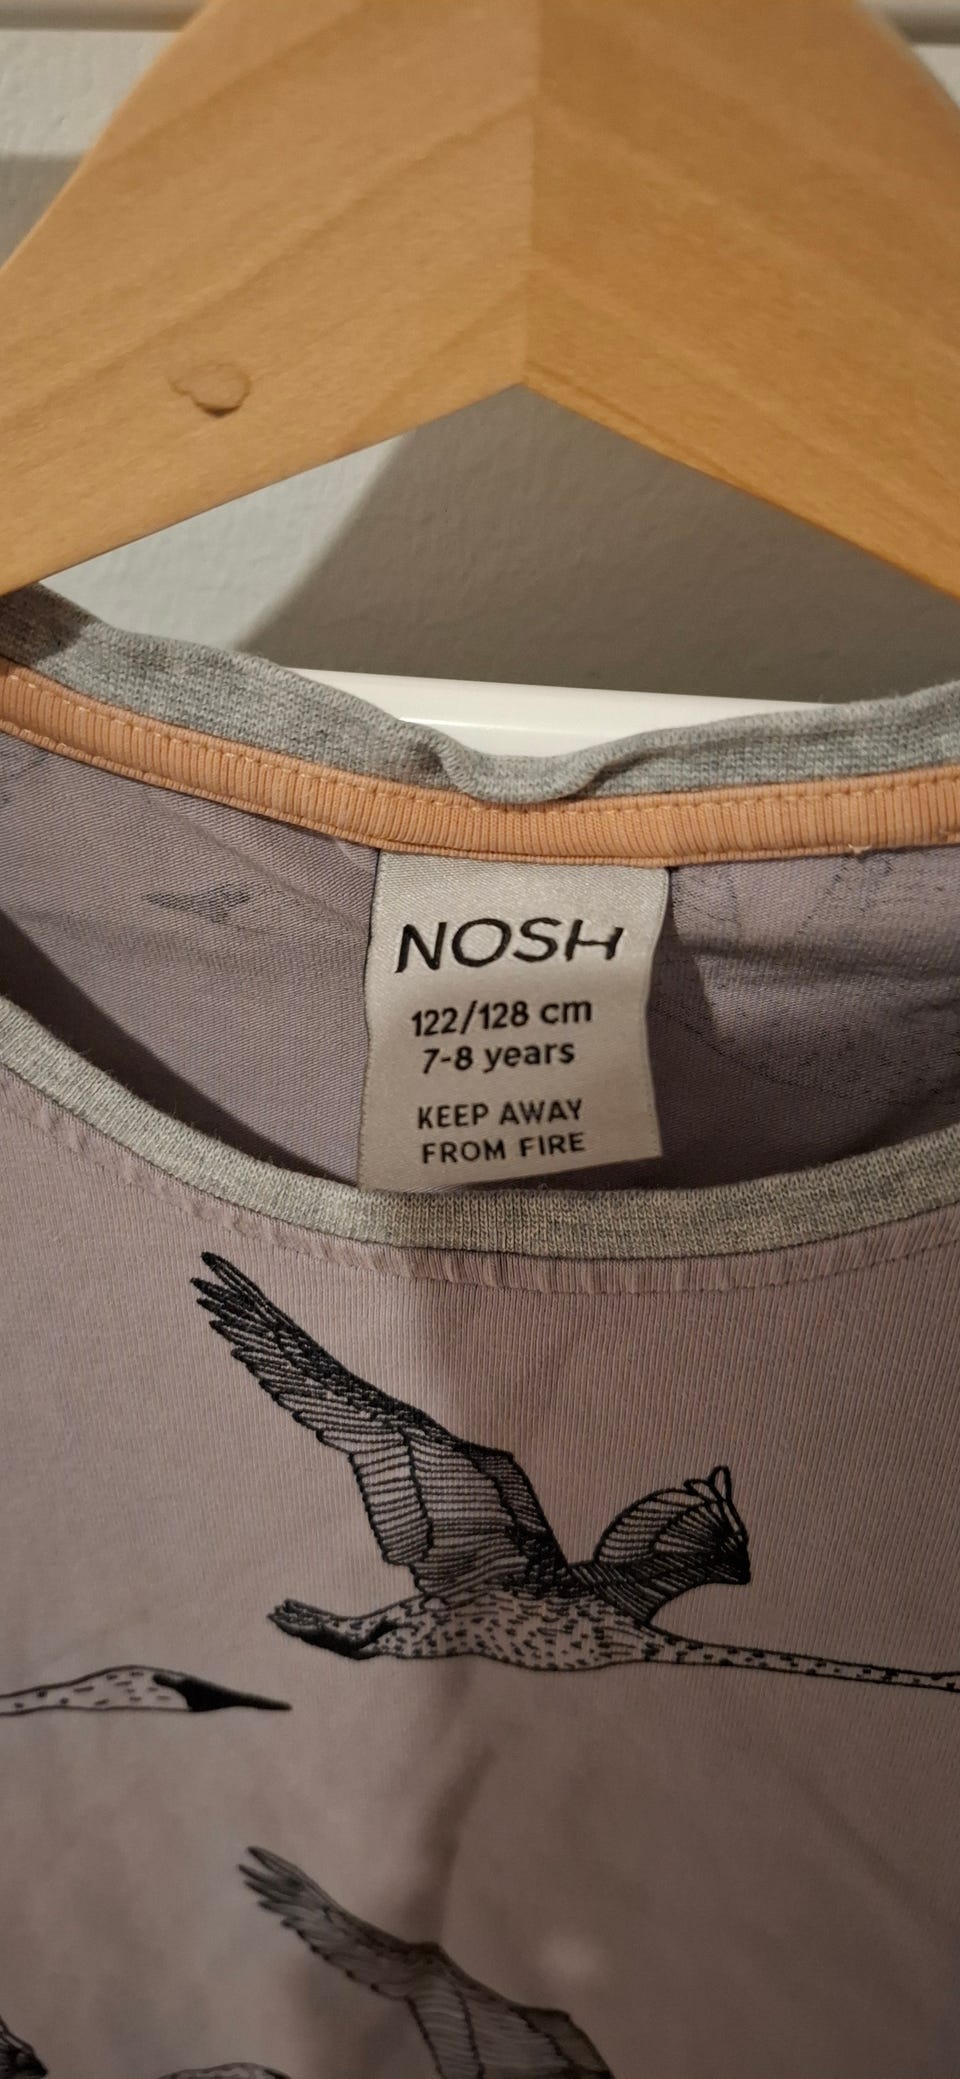 NOSH
122/128 cm
7-8 years
KEEP AWAY
FROM FIRE